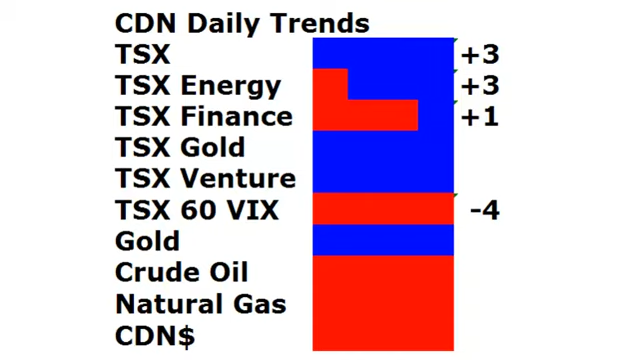 CDN Daily Trends
TSX +3
TSX Energy +3
TSX Finance +1
TSX Gold
TSX Venture
TSX 60 VIX -4
Gold
Crude Oil
Natural Gas
CDN$